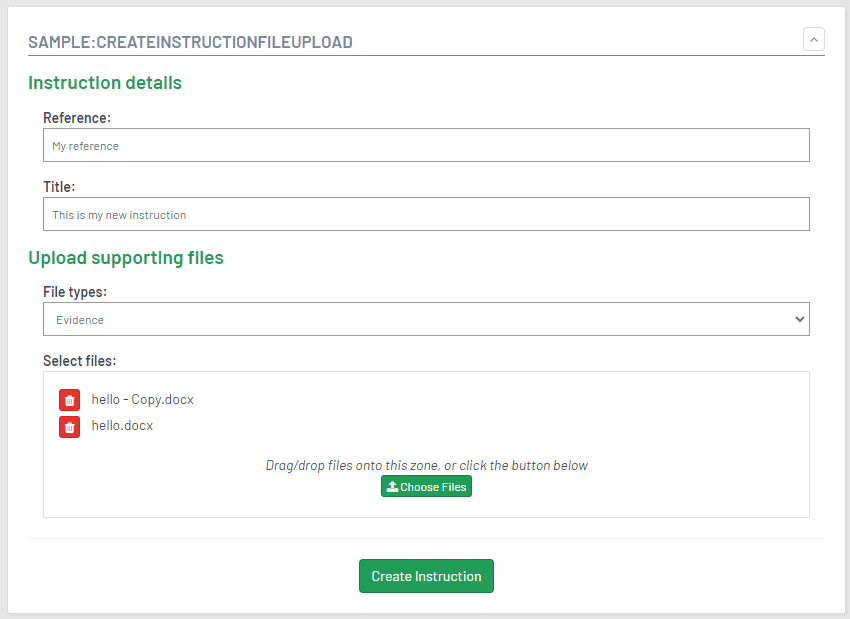 SAMPLE:CREATEINSTRUCTIONFILEUPLOAD
Instruction details
Reference:
My reference
Title:
This is my new instruction
Upload supporting files
File types:
Evidence
Select files:
hello - Copy.docx
hello.docx
Drag/drop files onto this zone, or click the button below
Choose Files
Create Instruction